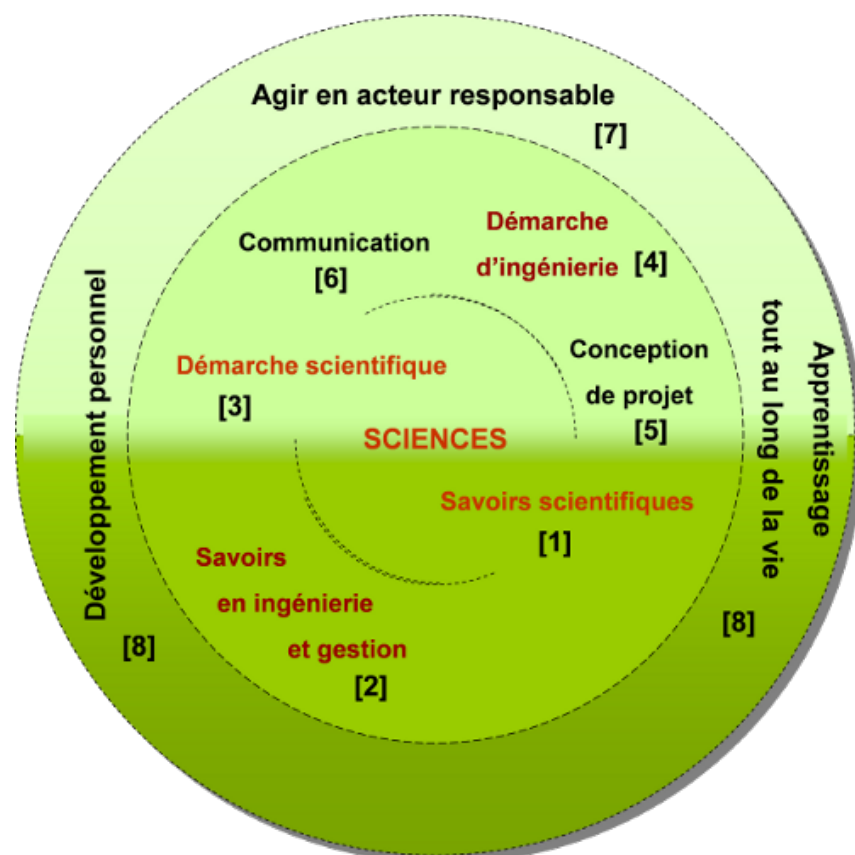 Agir en acteur responsable
[7]
Communication
[6]
Démarche
d'ingénierie [4]
Démarche scientifique
[3]
Conception
de projet
[5]
SCIENCES
Savoirs scientifiques
[1]
Savoirs
en ingénierie
et gestion
[2]
Développement personnel
[8]
Apprentissage
tout au long de la vie
[8]